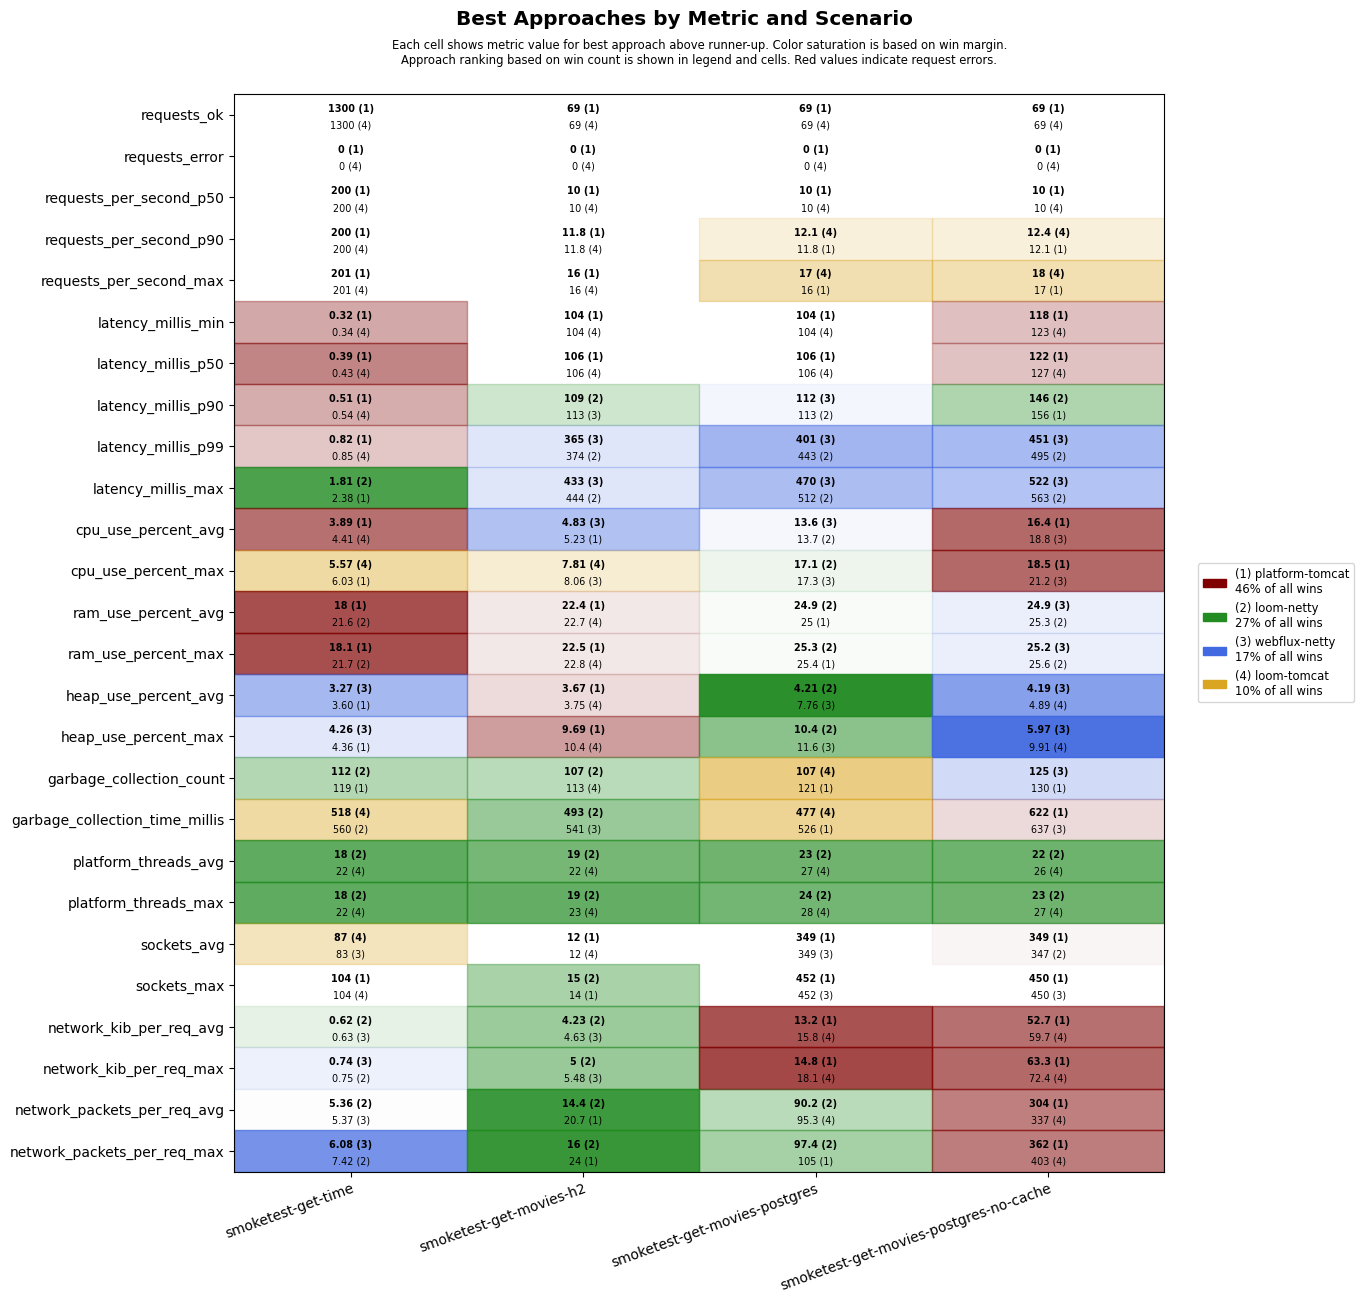 Best Approaches by Metric and Scenario
Each cell shows metric value for best approach above runner-up. Color saturation is based on win margin.
Approach ranking based on win count is shown in legend and cells. Red values indicate request errors.
requests_ok
1300 (1) 69 (1) 69 (1) 69 (1)
1300 (4) 69 (4) 69 (4) 69 (4)
requests_error
0 (1) 0 (1) 0 (1) 0 (1)
0 (4) 0 (4) 0 (4) 0 (4)
requests_per_second_p50
200 (1) 10 (1) 10 (1) 10 (1)
200 (4) 10 (4) 10 (4) 10 (4)
requests_per_second_p90
200 (1) 11.8 (1) 12.1 (4) 12.4 (4)
200 (4) 11.8 (4) 11.8 (1) 12.1 (1)
requests_per_second_max
201 (1) 16 (1) 17 (4) 18 (4)
201 (4) 16 (4) 16 (1) 17 (1)
latency_millis_min
0.32 (1) 104 (1) 104 (1) 118 (1)
0.34 (4) 104 (4) 104 (4) 123 (4)
latency_millis_p50
0.39 (1) 106 (1) 106 (1) 122 (1)
0.43 (4) 106 (4) 106 (4) 127 (4)
latency_millis_p90
0.51 (1) 109 (2) 112 (3) 146 (2)
0.54 (4) 113 (3) 113 (2) 156 (1)
latency_millis_p99
0.82 (1) 365 (3) 401 (3) 451 (3)
0.85 (4) 374 (2) 443 (2) 495 (2)
latency_millis_max
1.81 (2) 433 (3) 470 (3) 522 (3)
2.38 (1) 444 (2) 512 (2) 563 (2)
cpu_use_percent_avg
3.89 (1) 4.83 (3) 13.6 (3) 16.4 (1)
4.41 (4) 5.23 (1) 13.7 (2) 18.8 (3)
cpu_use_percent_max
5.57 (4) 7.81 (4) 17.1 (2) 18.5 (1)
6.03 (1) 8.06 (3) 17.3 (3) 21.2 (3)
ram_use_percent_avg
18 (1) 22.4 (1) 24.9 (2) 24.9 (3)
21.6 (2) 22.7 (4) 25 (1) 25.3 (2)
ram_use_percent_max
18.1 (1) 22.5 (1) 25.3 (2) 25.2 (3)
21.7 (2) 22.8 (4) 25.4 (1) 25.6 (2)
heap_use_percent_avg
3.27 (3) 3.67 (1) 4.21 (2) 4.19 (3)
3.60 (1) 3.75 (4) 7.76 (3) 4.89 (4)
heap_use_percent_max
4.26 (3) 9.69 (1) 10.4 (2) 5.97 (3)
4.36 (1) 10.4 (4) 11.6 (3) 9.91 (4)
garbage_collection_count
112 (2) 107 (2) 107 (4) 125 (3)
119 (1) 113 (4) 121 (1) 130 (1)
garbage_collection_time_millis
518 (4) 493 (2) 477 (4) 622 (1)
560 (2) 541 (3) 526 (1) 637 (3)
platform_threads_avg
18 (2) 19 (2) 23 (2) 22 (2)
22 (4) 22 (4) 27 (4) 26 (4)
platform_threads_max
18 (2) 19 (2) 24 (2) 23 (2)
22 (4) 23 (4) 28 (4) 27 (4)
sockets_avg
87 (4) 12 (1) 349 (1) 349 (1)
83 (3) 12 (4) 349 (3) 347 (2)
sockets_max
104 (1) 15 (2) 452 (1) 450 (1)
104 (4) 14 (1) 452 (3) 450 (3)
network_kib_per_req_avg
0.62 (2) 4.23 (2) 13.2 (1) 52.7 (1)
0.63 (3) 4.63 (3) 15.8 (4) 59.7 (4)
network_kib_per_req_max
0.74 (3) 5 (2) 14.8 (1) 63.3 (1)
0.75 (2) 5.48 (3) 18.1 (4) 72.4 (4)
network_packets_per_req_avg
5.36 (2) 14.4 (2) 90.2 (2) 304 (1)
5.37 (3) 20.7 (1) 95.3 (4) 337 (4)
network_packets_per_req_max
6.08 (3) 16 (2) 97.4 (2) 362 (1)
7.42 (2) 24 (1) 105 (1) 403 (4)
smoketest-get-time
smoketest-get-movies-h2
smoketest-get-movies-postgres
smoketest-get-movies-postgres-no-cache
(1) platform-tomcat
46% of all wins
(2) loom-netty
27% of all wins
(3) webflux-netty
17% of all wins
(4) loom-tomcat
10% of all wins